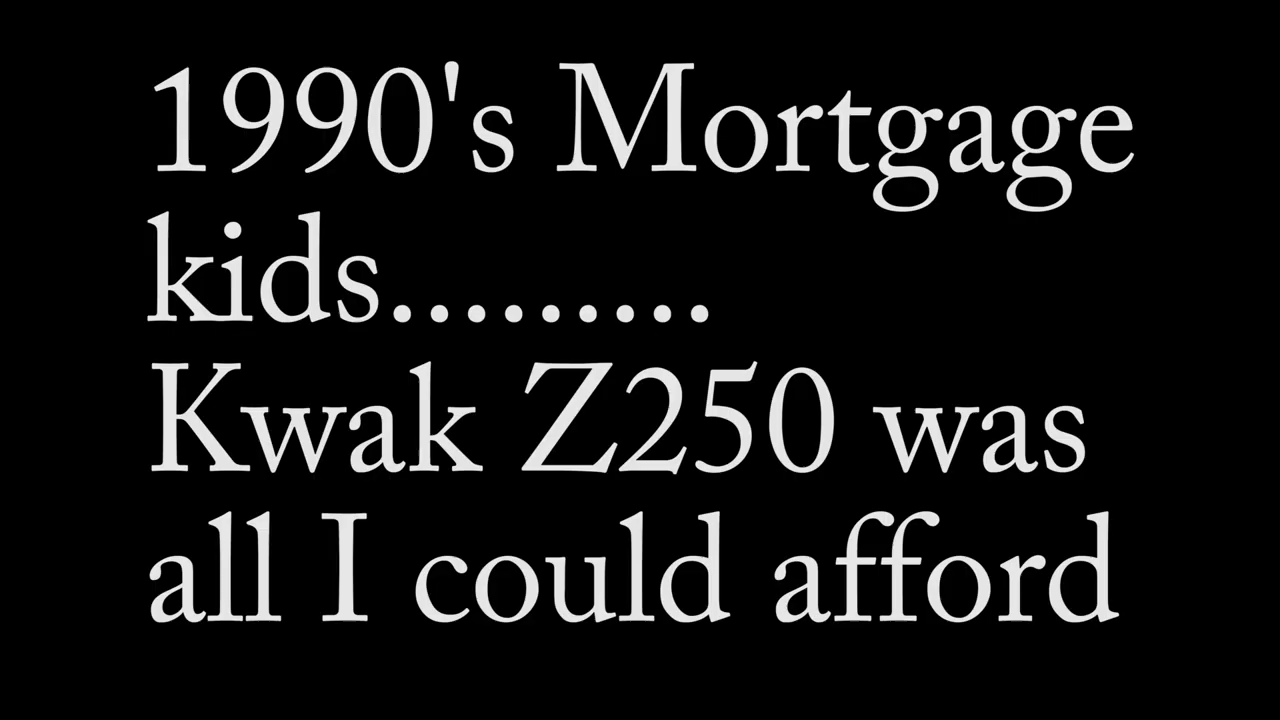 1990's Mortgage
kids.........
Kwak Z250 was
all I could afford